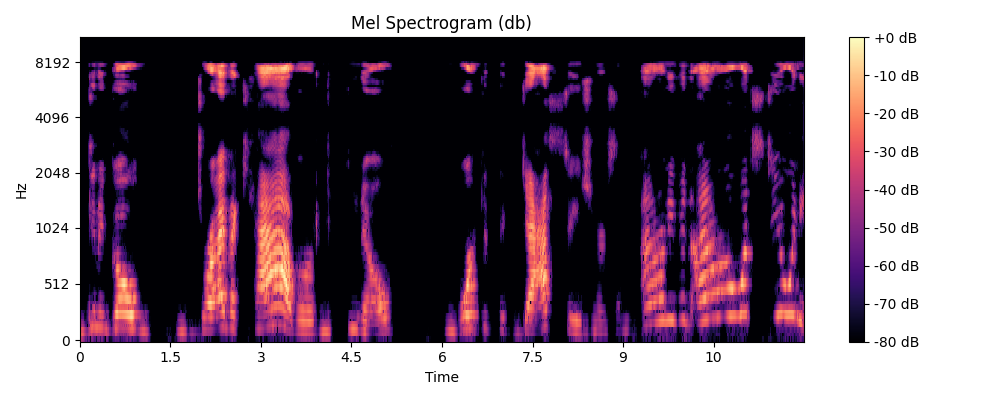 Mel Spectrogram (db)
8192
4096
2048
1024
512
0
Hz
0 1.5 3 4.5 6 7.5 9 10
Time
+0 dB
-10 dB
-20 dB
-30 dB
-40 dB
-50 dB
-60 dB
-70 dB
-80 dB